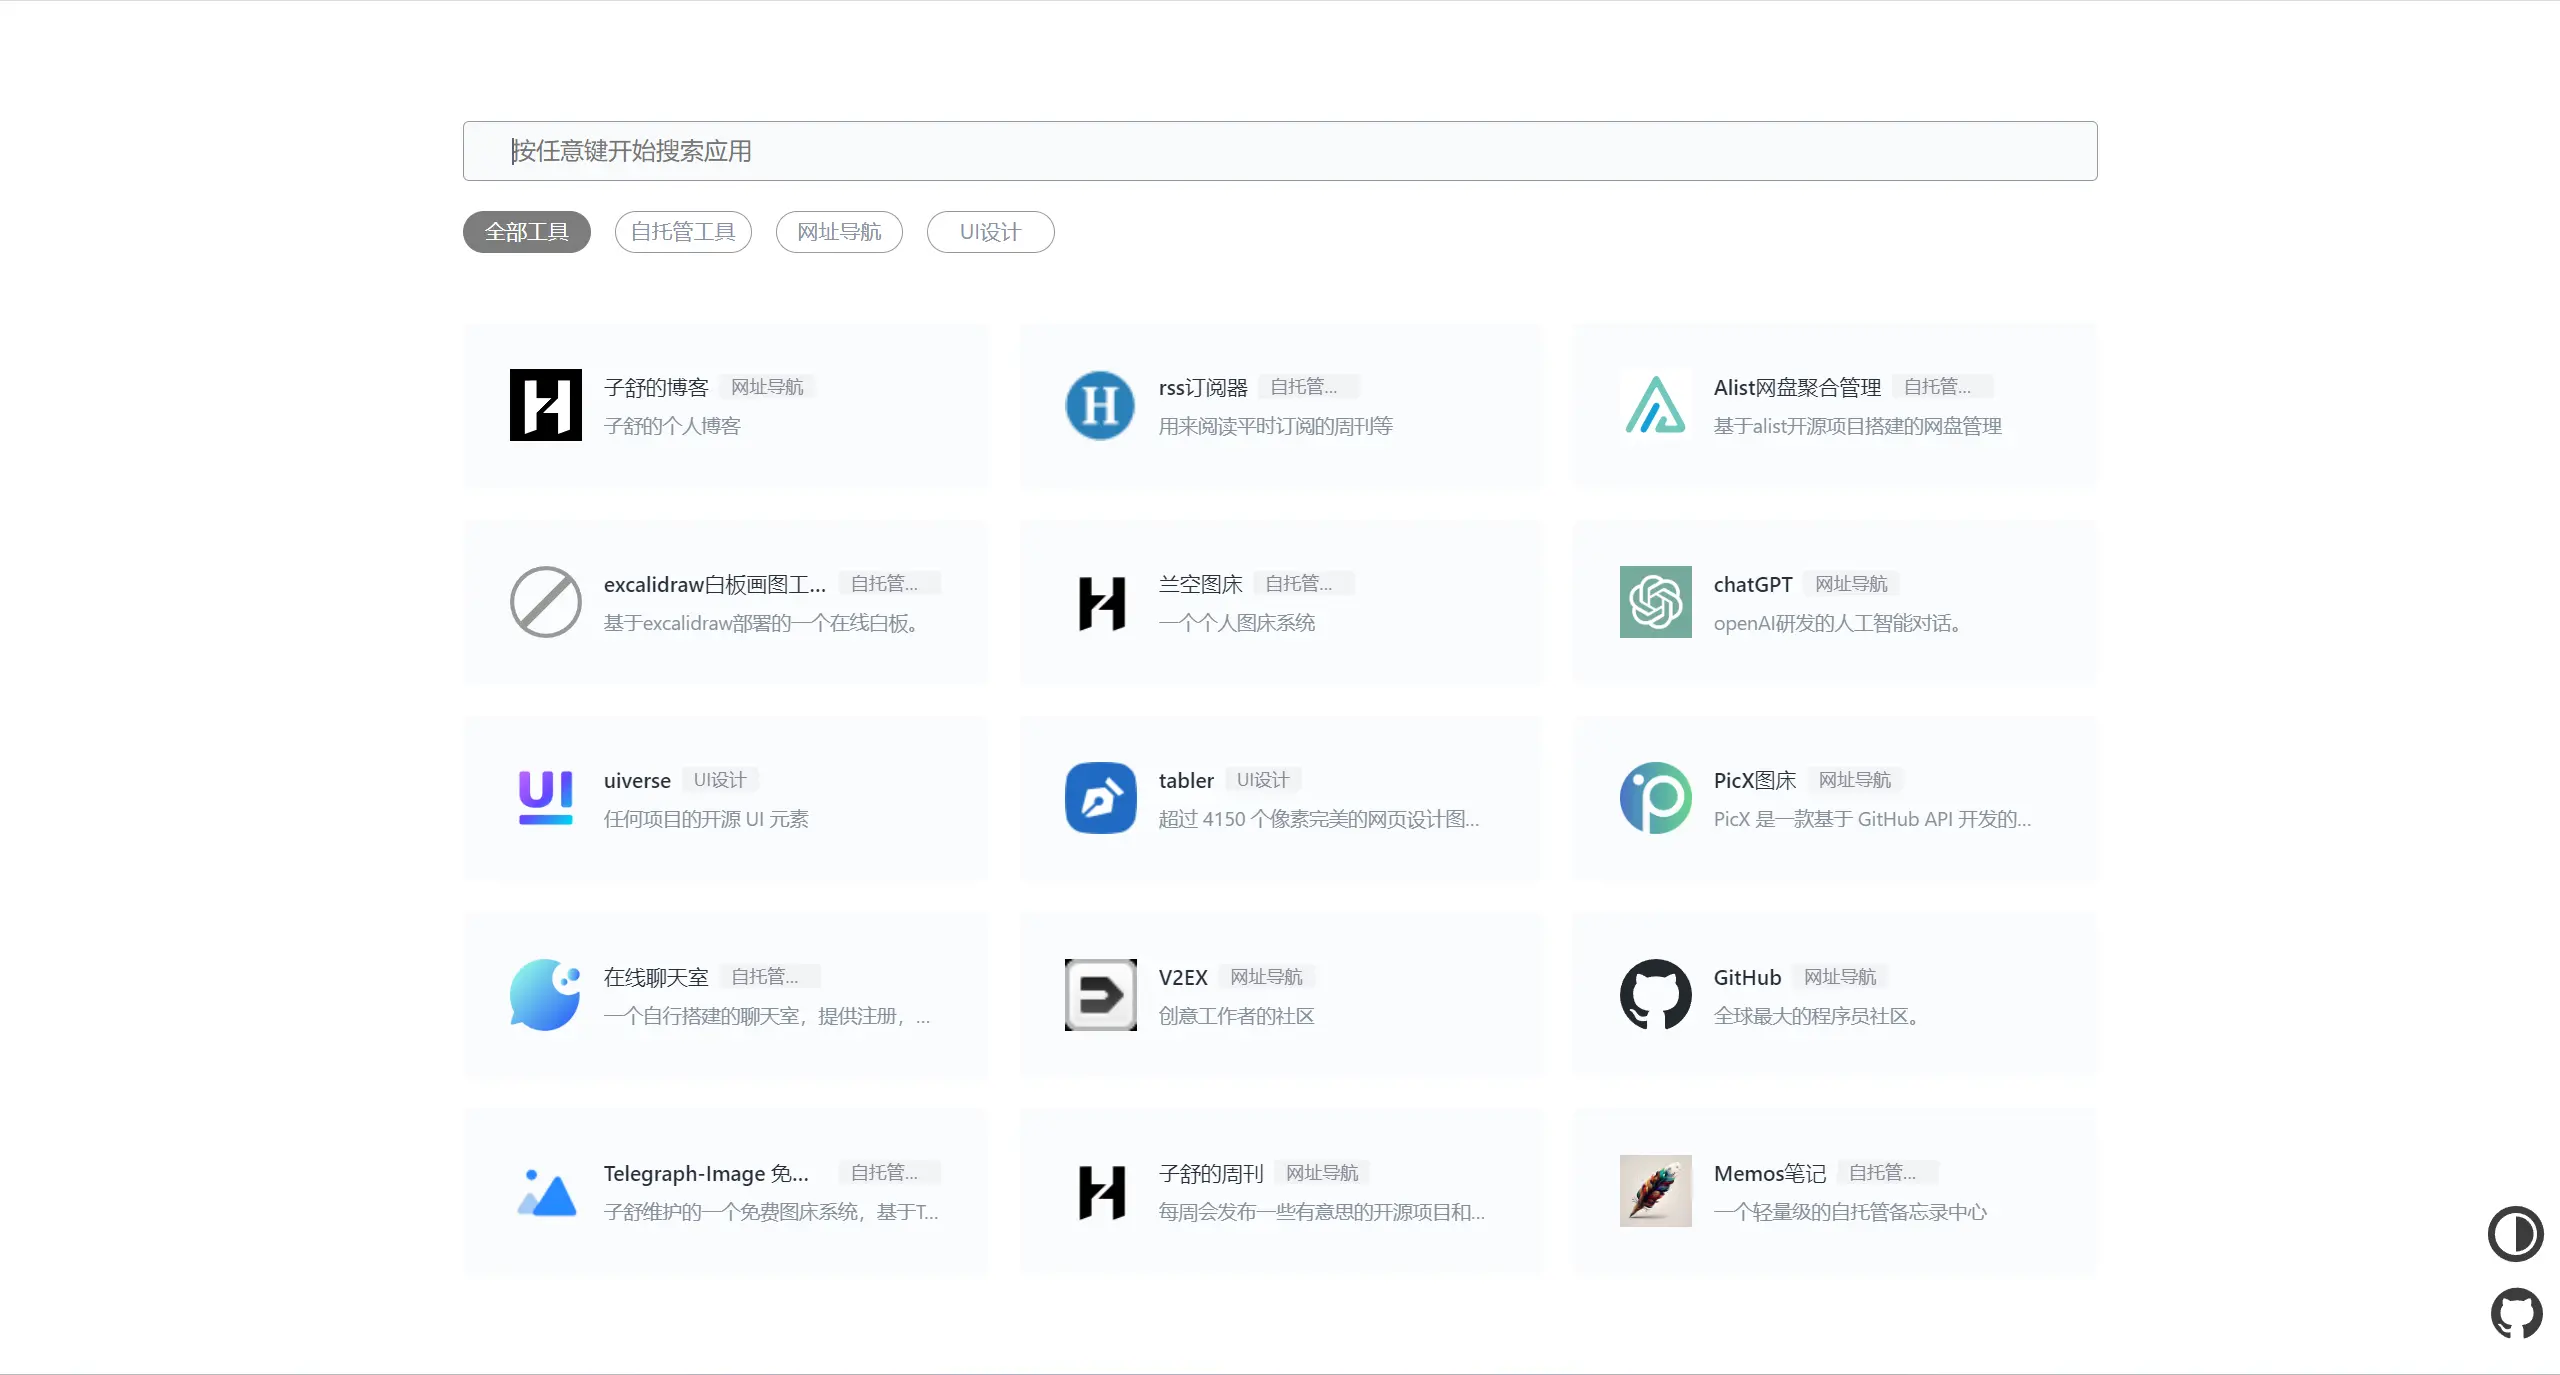 按任意键开始搜索应用
全部工具 自托管工具 网址导航 UI设计
子舒的博客 网址导航
子舒的个人博客
rss订阅器 自托管...
用来阅读平时订阅的周刊等
Alist网盘聚合管理 自托管...
基于alist开源项目搭建的网盘管理
excalidraw白板画图工... 自托管...
基于excalidraw部署的一个在线白板。
兰空图床 自托管...
一个个人图床系统
chatGPT 网址导航
openAI研发的人工智能对话。
UI
uiverse UI设计
任何项目的开源 UI 元素
tabler UI设计
超过 4150 个像素完美的网页设计图...
PicX图床 网址导航
PicX 是一款基于 GitHub API 开发的...
在线聊天室 自托管...
一个自行搭建的聊天室，提供注册，...
V2EX 网址导航
创意工作者的社区
GitHub 网址导航
全球最大的程序员社区。
Telegraph-Image 免... 自托管...
子舒维护的一个免费图床系统，基于T...
子舒的周刊 网址导航
每周会发布一些有意思的开源项目和...
Memos笔记 自托管...
一个轻量级的自托管备忘录中心